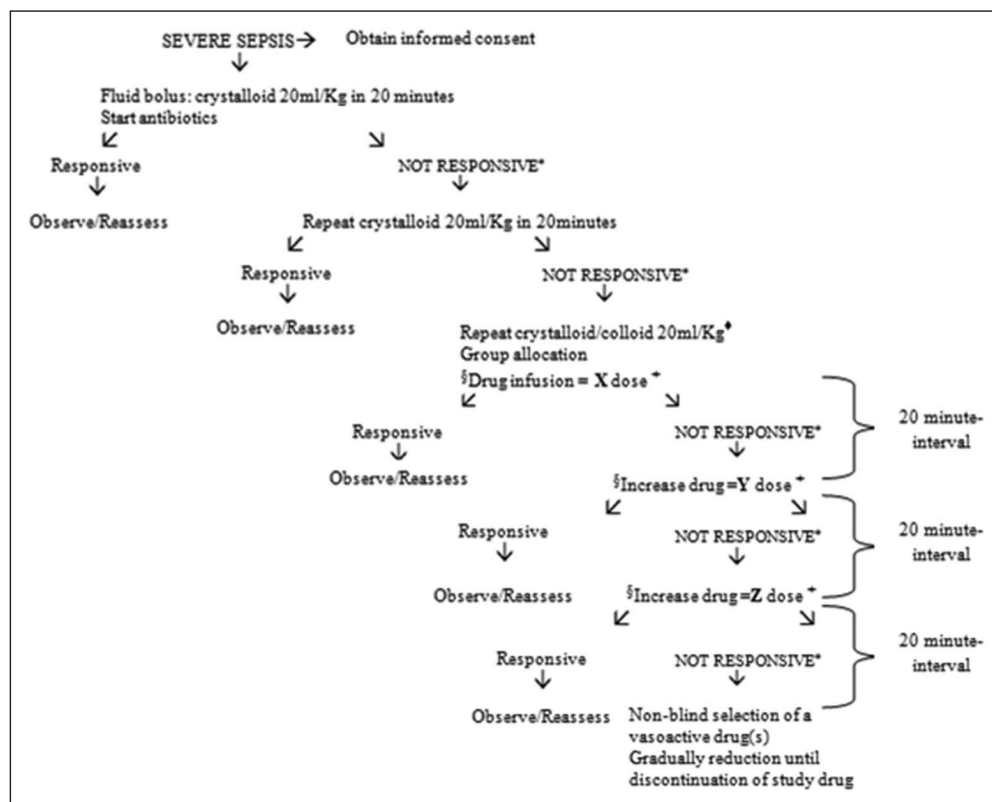 SEVERE SEPSIS→ Obtain informed consent
Fluid bolus: crystalloid 20ml/Kg in 20 minutes
Start antibiotics
Responsive
NOT RESPONSIVE*
Observe/Reassess
Repeat crystalloid 20ml/Kg in 20minutes
Responsive
NOT RESPONSIVE*
Observe/Reassess
Repeat crystalloid/colloid 20ml/Kg♦
Group allocation
§Drug infusion = X dose +
Responsive
NOT RESPONSIVE*
20 minute-
interval
Observe/Reassess
§Increase drug=Y dose +
Responsive
NOT RESPONSIVE*
20 minute-
interval
Observe/Reassess
§Increase drug=Z dose +
Responsive
NOT RESPONSIVE*
20 minute-
interval
Observe/Reassess
Non-blind selection of a
vasoactive drug(s)
Gradually reduction until
discontinuation of study drug